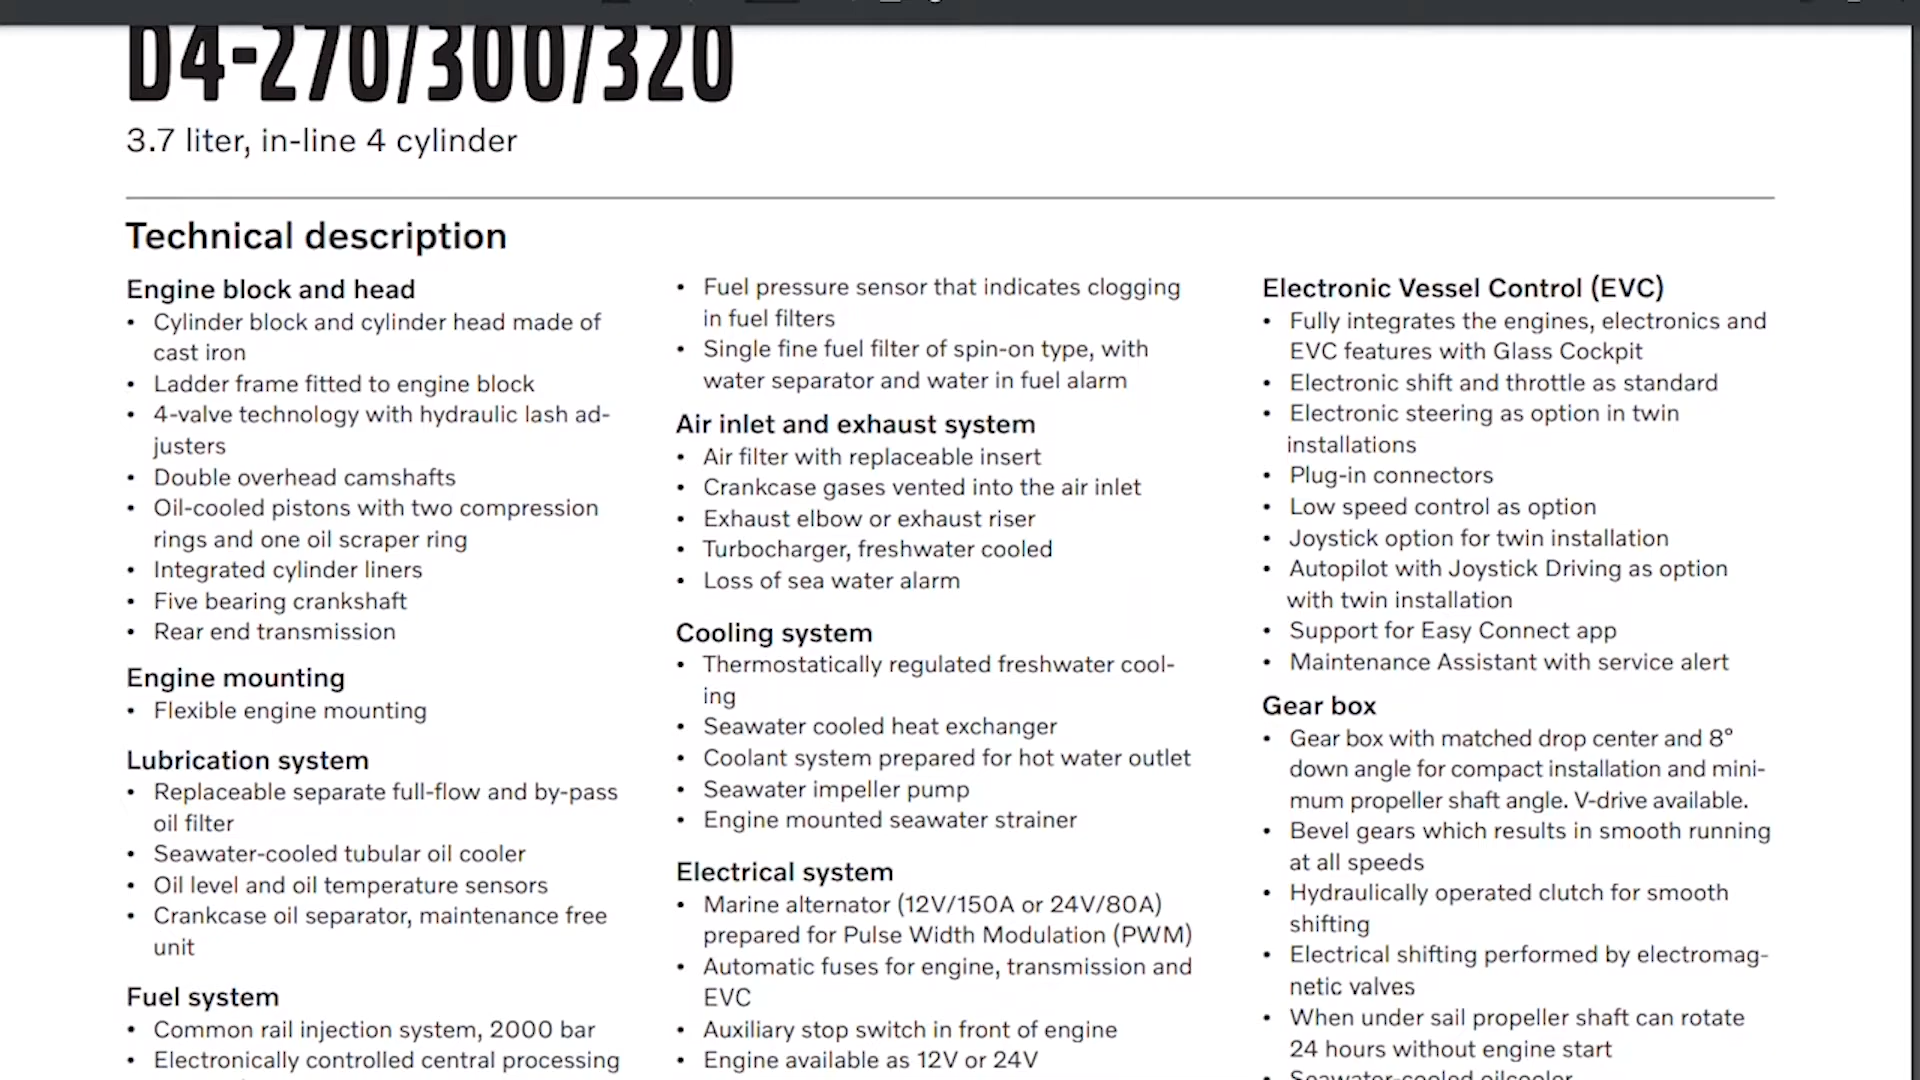 D4-270/300/320
3.7 liter, in-line 4 cylinder
Technical description
Engine block and head
• Cylinder block and cylinder head made of
cast iron
• Ladder frame fitted to engine block
• 4-valve technology with hydraulic lash ad-
justers
• Double overhead camshafts
• Oil-cooled pistons with two compression
rings and one oil scraper ring
• Integrated cylinder liners
• Five bearing crankshaft
• Rear end transmission
Engine mounting
• Flexible engine mounting
Lubrication system
• Replaceable separate full-flow and by-pass
oil filter
• Seawater-cooled tubular oil cooler
• Oil level and oil temperature sensors
• Crankcase oil separator, maintenance free
unit
Fuel system
• Common rail injection system, 2000 bar
• Electronically controlled central processing
• Fuel pressure sensor that indicates clogging
in fuel filters
• Single fine fuel filter of spin-on type, with
water separator and water in fuel alarm
Air inlet and exhaust system
• Air filter with replaceable insert
• Crankcase gases vented into the air inlet
• Exhaust elbow or exhaust riser
• Turbocharger, freshwater cooled
• Loss of sea water alarm
Cooling system
• Thermostatically regulated freshwater cool-
ing
• Seawater cooled heat exchanger
• Coolant system prepared for hot water outlet
• Seawater impeller pump
• Engine mounted seawater strainer
Electrical system
• Marine alternator (12V/150A or 24V/80A)
prepared for Pulse Width Modulation (PWM)
• Automatic fuses for engine, transmission and
EVC
• Auxiliary stop switch in front of engine
• Engine available as 12V or 24V
Electronic Vessel Control (EVC)
• Fully integrates the engines, electronics and
EVC features with Glass Cockpit
• Electronic shift and throttle as standard
• Electronic steering as option in twin
installations
• Plug-in connectors
• Low speed control as option
• Joystick option for twin installation
• Autopilot with Joystick Driving as option
with twin installation
• Support for Easy Connect app
• Maintenance Assistant with service alert
Gear box
• Gear box with matched drop center and 8°
down angle for compact installation and mini-
mum propeller shaft angle. V-drive available.
• Bevel gears which results in smooth running
at all speeds
• Hydraulically operated clutch for smooth
shifting
• Electrical shifting performed by electromag-
netic valves
• When under sail propeller shaft can rotate
24 hours without engine start
• Seawater-cooled oilcooler